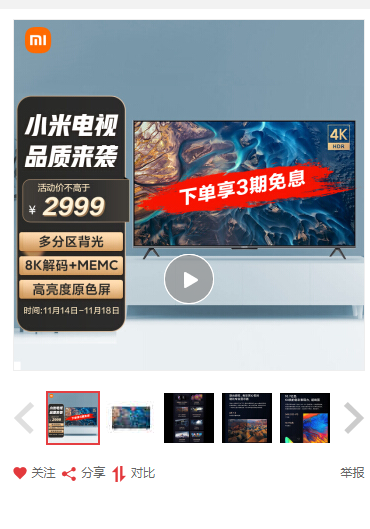 mi
小米电视
品质来袭
活动价不高于
¥ 2999
多分区背光
8K解码+MEMC
高亮度原色屏
时间:11月14日-11月18日
4K
HDR
下单享3期免息
关注 分享 对比 举报